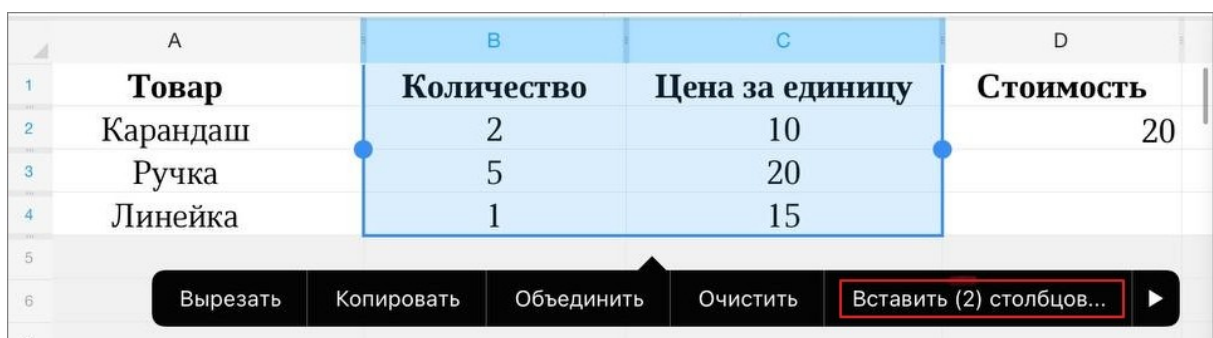 A B C D
1 Товар Количество Цена за единицу Стоимость
2 Карандаш 2 10 20
3 Ручка 5 20
4 Линейка 1 15
5
6 Вырезать Копировать Объединить Очистить Вставить (2) столбцов...